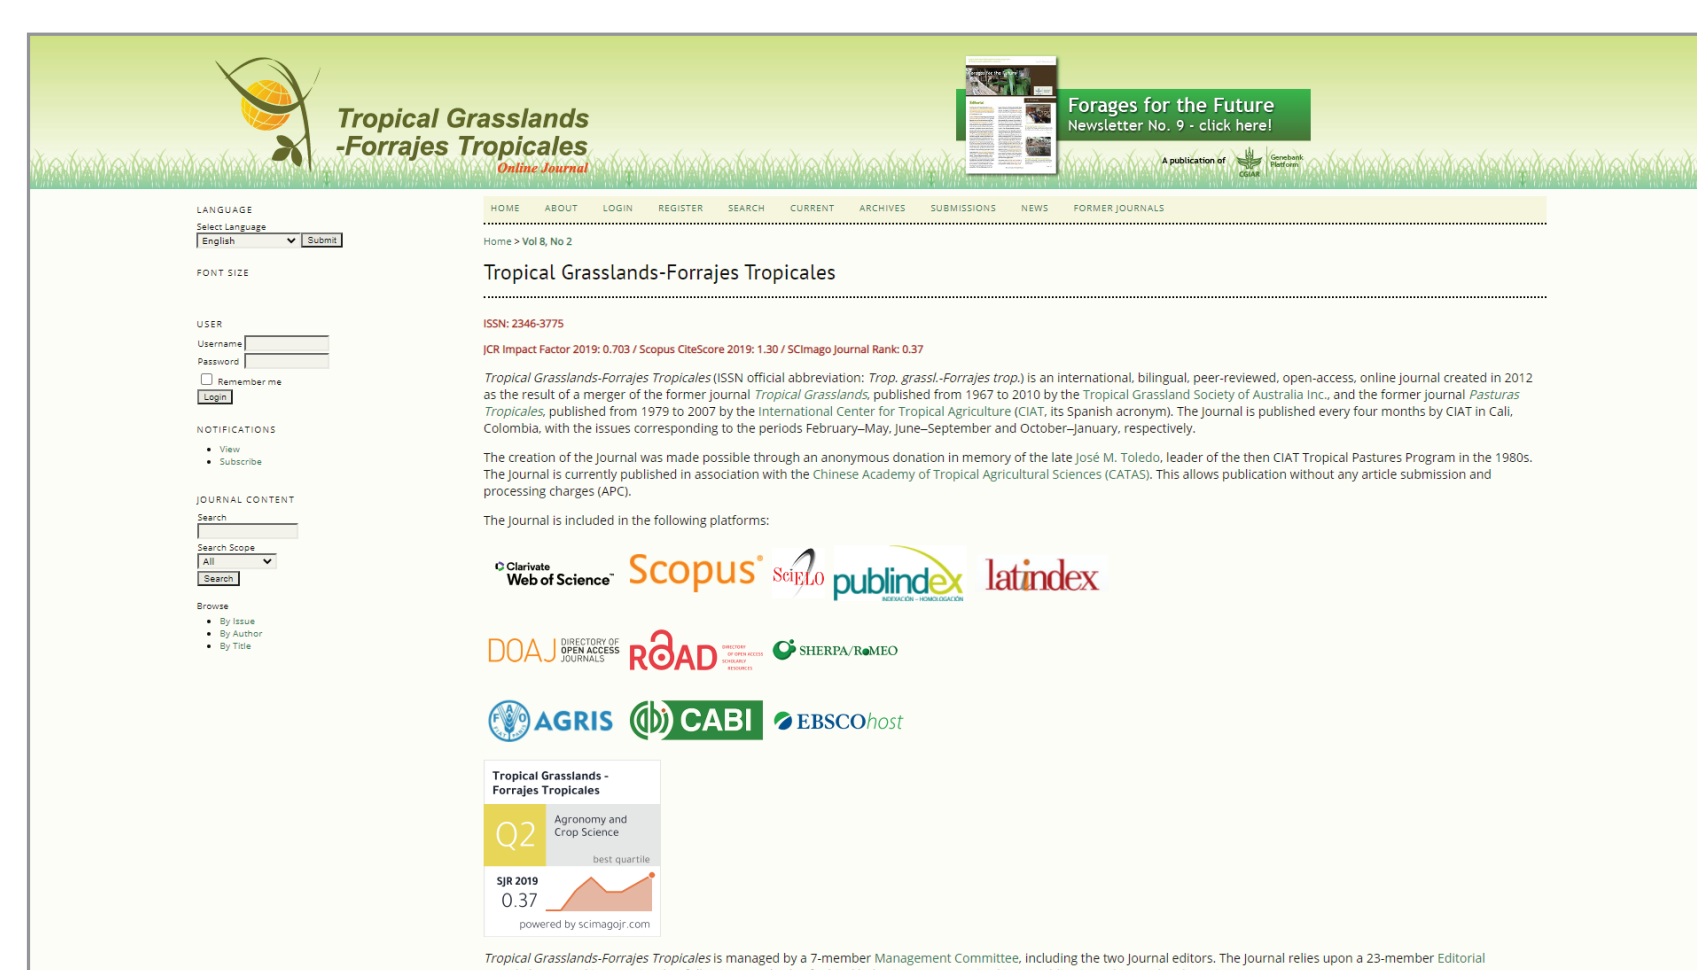 Tropical Grasslands
-Forrajes Tropicales
Online Journal
Forages for the Future
Newsletter No. 9 - click here!
A publication of
CGIAR
Genebank
Platform
LANGUAGE
Select Language
English
Submit
FONT SIZE
USER
Username
Password
Remember me
Login
NOTIFICATIONS
View
Subscribe
JOURNAL CONTENT
Search
Search Scope
All
Search
Browse
By Issue
By Author
By Title
HOME ABOUT LOGIN REGISTER SEARCH CURRENT ARCHIVES SUBMISSIONS NEWS FORMER JOURNALS
Home > Vol 8, No 2
Tropical Grasslands-Forrajes Tropicales
ISSN: 2346-3775
JCR Impact Factor 2019: 0.703 / Scopus CiteScore 2019: 1.30 / SCImago Journal Rank: 0.37
Tropical Grasslands-Forrajes Tropicales (ISSN official abbreviation: Trop. grassl.-Forrajes trop.) is an international, bilingual, peer-reviewed, open-access, online journal created in 2012
as the result of a merger of the former journal Tropical Grasslands, published from 1967 to 2010 by the Tropical Grassland Society of Australia Inc., and the former journal Pasturas
Tropicales, published from 1979 to 2007 by the International Center for Tropical Agriculture (CIAT, its Spanish acronym). The Journal is published every four months by CIAT in Cali,
Colombia, with the issues corresponding to the periods February–May, June–September and October–January, respectively.
The creation of the Journal was made possible through an anonymous donation in memory of the late José M. Toledo, leader of the then CIAT Tropical Pastures Program in the 1980s.
The Journal is currently published in association with the Chinese Academy of Tropical Agricultural Sciences (CATAS). This allows publication without any article submission and
processing charges (APC).
The Journal is included in the following platforms:
Clarivate
Web of Science™
Scopus®
SciELO
publindex
INDEXACIÓN - HOMOLOGACIÓN
latindex
DOAJ DIRECTORY OF
OPEN ACCESS
JOURNALS
ROAD
DIRECTORY
OF OPEN ACCESS
SCHOLARLY
RESOURCES
SHERPA/RoMEO
FAO
AGRIS
CABI
EBSCOhost
Tropical Grasslands -
Forrajes Tropicales
Q2
Agronomy and
Crop Science
best quartile
SJR 2019
0.37
powered by scimagojr.com
Tropical Grasslands-Forrajes Tropicales is managed by a 7-member Management Committee, including the two Journal editors. The Journal relies upon a 23-member Editorial